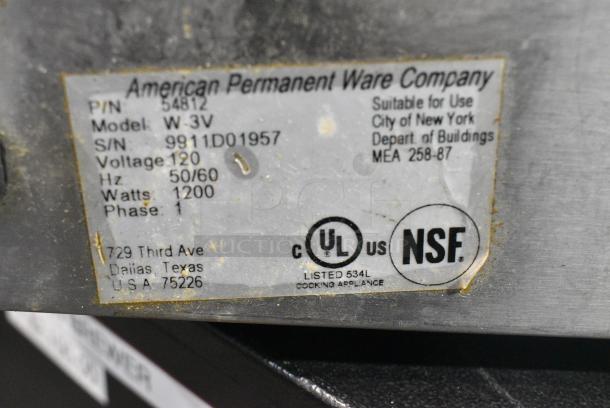 American Permanent Ware Company
P/N 54812
Model: W-3V
S/N: 9911D01957
Voltage 120
Hz 50/60
Watts: 1200
Phase: 1
Suitable for Use
City of New York
Depart. of Buildings
MEA 258-87
729 Third Ave
Dallas, Texas
U S A 75226
C UL US
LISTED 534L
COOKING APPLIANCE
NSF.
BREWER